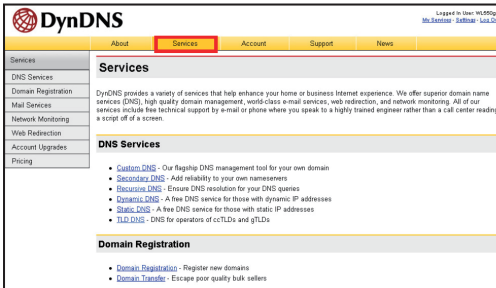 DynDNS
Logged In User: WL550g
My Services - Settings - Log O
About Services Account Support News
Services
DNS Services
Domain Registration
Mail Services
Network Monitoring
Web Redirection
Account Upgrades
Pricing
Services
DynDNS provides a variety of services that help enhance your home or business Internet experience. We offer superior domain name
services (DNS), high quality domain management, world-class e-mail services, web redirection, and network monitoring. All of our
services include free technical support by e-mail or phone where you speak to a highly trained engineer rather than a call center reading
a script off of a screen.
DNS Services
Custom DNS - Our flagship DNS management tool for your own domain
Secondary DNS - Add reliability to your own nameservers
Recursive DNS - Ensure DNS resolution for your DNS queries
Dynamic DNS - A free DNS service for those with dynamic IP addresses
Static DNS - A free DNS service for those with static IP addresses
TLD DNS - DNS for operators of ccTLDs and gTLDs
Domain Registration
Domain Registration - Register new domains
Domain Transfer - Escape poor quality bulk sellers